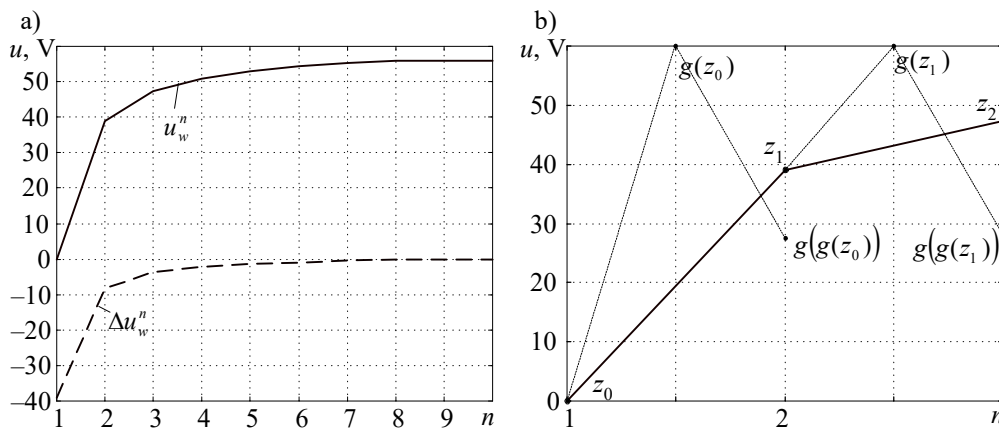 a)
u, V
50
40
30
20
10
0
–10
–20
–30
–40
1 2 3 4 5 6 7 8 9 n
u_w^n
Δu_w^n
b)
u, V
50
40
30
20
10
0
1 2 n
g(z_0)
g(z_1)
z_2
z_1
g(g(z_0))
g(g(z_1))
z_0